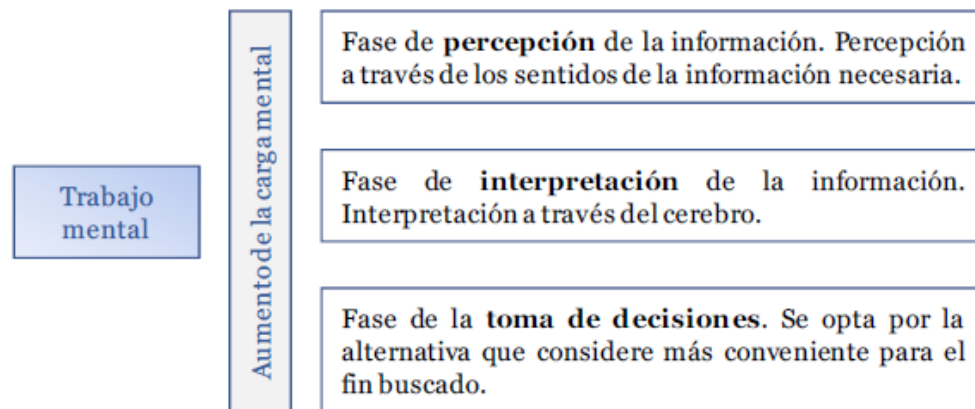 Trabajo
mental
Aumento de la carga mental
Fase de percepción de la información. Percepción
a través de los sentidos de la información necesaria.
Fase de interpretación de la información.
Interpretación a través del cerebro.
Fase de la toma de decisiones. Se opta por la
alternativa que considere más conveniente para el
fin buscado.